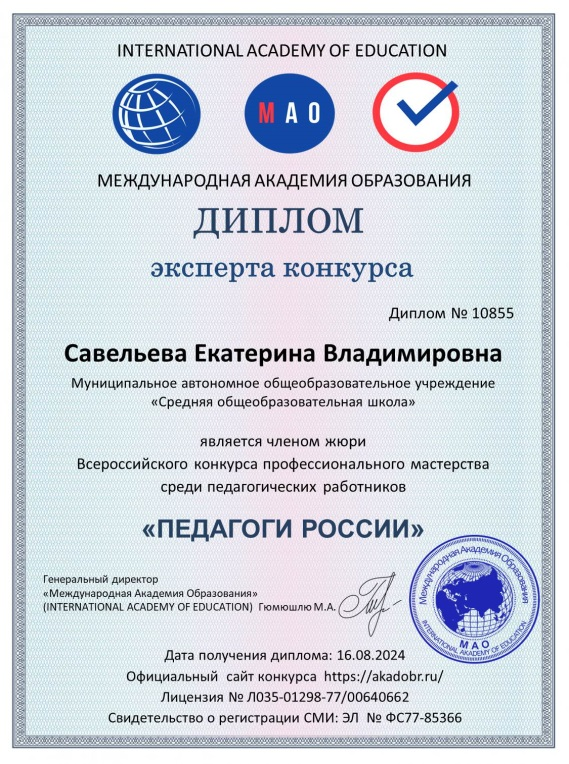 INTERNATIONAL ACADEMY OF EDUCATION
МАО
МЕЖДУНАРОДНАЯ АКАДЕМИЯ ОБРАЗОВАНИЯ
ДИПЛОМ
эксперта конкурса
Диплом № 10855
Савельева Екатерина Владимировна
Муниципальное автономное общеобразовательное учреждение
«Средняя общеобразовательная школа»
является членом жюри
Всероссийского конкурса профессионального мастерства
среди педагогических работников
«ПЕДАГОГИ РОССИИ»
Генеральный директор
«Международная Академия Образования»
(INTERNATIONAL ACADEMY OF EDUCATION) Гюмюшлю М.А.
Международная Академия Образования
МАО
INTERNATIONAL ACADEMY OF EDUCATION
Дата получения диплома: 16.08.2024
Официальный сайт конкурса https://akadobr.ru/
Лицензия № Л035-01298-77/00640662
Свидетельство о регистрации СМИ: ЭЛ № ФС77-85366